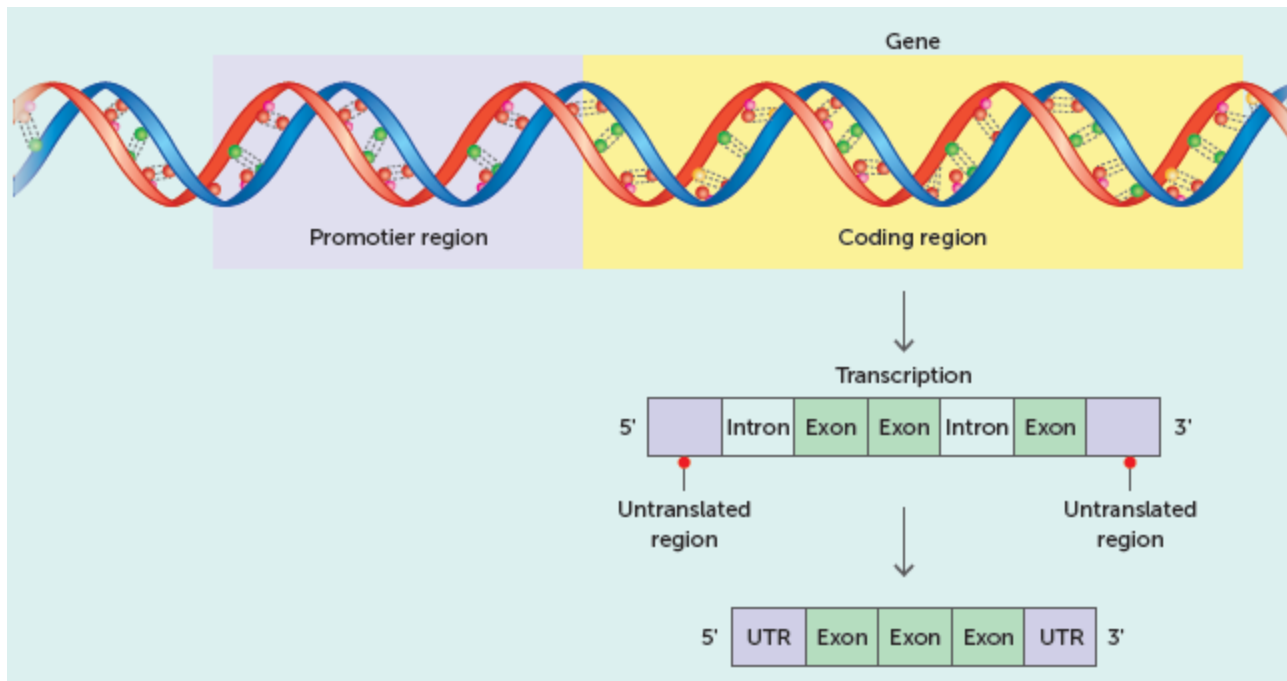 Gene
Promotier region
Coding region
Transcription
5' Intron Exon Exon Intron Exon 3'
Untranslated
region
Untranslated
region
5' UTR Exon Exon Exon UTR 3'